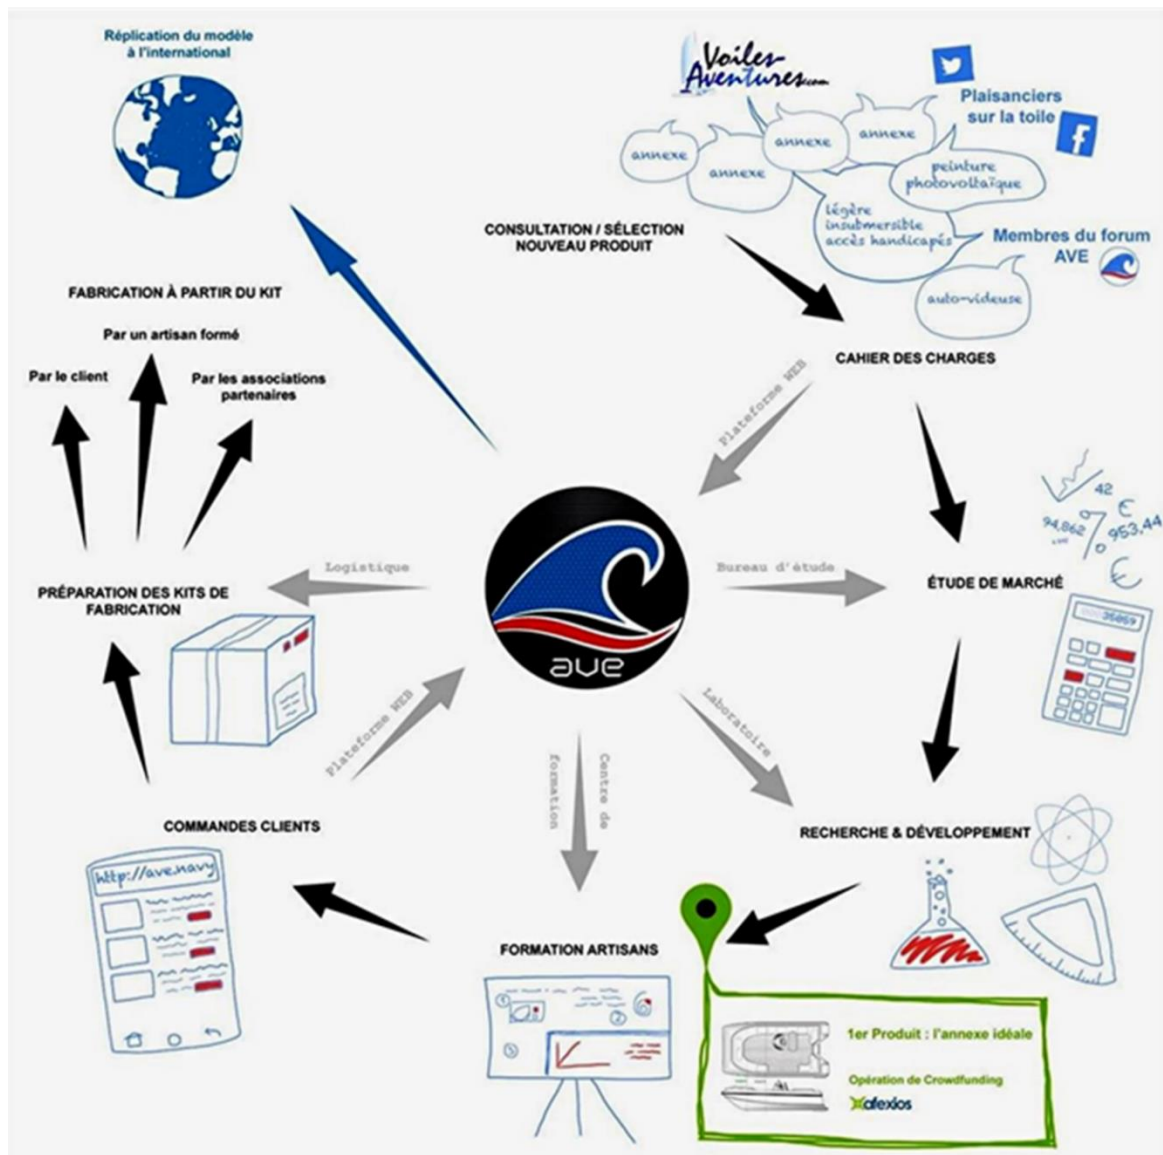 Réplication du modèle
à l'international
Voiles-
Aventures.com
Plaisanciers
sur la toile
annexe
annexe
annexe
annexe
peinture
photovoltaïque
légère
insubmersible
accès handicapés
Membres du forum
AVE
auto-videuse
CONSULTATION / SÉLECTION
NOUVEAU PRODUIT
CAHIER DES CHARGES
Plateforme WEB
FABRICATION À PARTIR DU KIT
Par un artisan formé
Par le client
Par les associations
partenaires
42
€
94,862
%
953,44
€
Logistique
Bureau d'étude
ÉTUDE DE MARCHÉ
PRÉPARATION DES KITS DE
FABRICATION
ave
Plateforme WEB
Centre de
formation
Laboratoire
COMMANDES CLIENTS
http://ave.navy
RECHERCHE & DÉVELOPPEMENT
FORMATION ARTISANS
1
2
3
1er Produit : l'annexe idéale
Opération de Crowdfunding
afexios